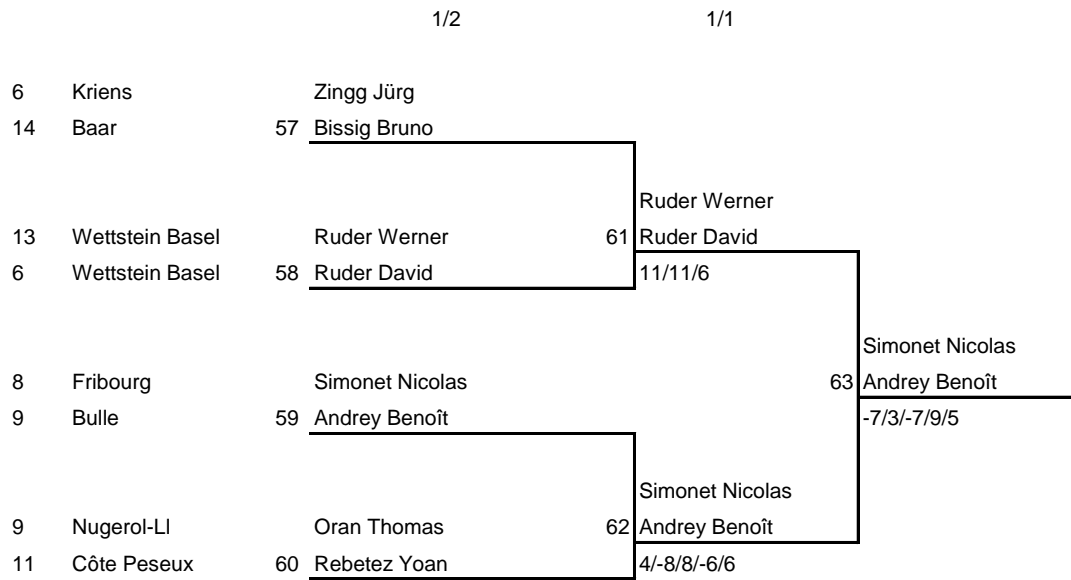 1/2 1/1
6 Kriens Zingg Jürg
14 Baar 57 Bissig Bruno
Ruder Werner
13 Wettstein Basel Ruder Werner 61 Ruder David
6 Wettstein Basel 58 Ruder David 11/11/6
Simonet Nicolas
8 Fribourg Simonet Nicolas 63 Andrey Benoît
9 Bulle 59 Andrey Benoît -7/3/-7/9/5
Simonet Nicolas
9 Nugerol-Ll Oran Thomas 62 Andrey Benoît
11 Côte Peseux 60 Rebetez Yoan 4/-8/8/-6/6